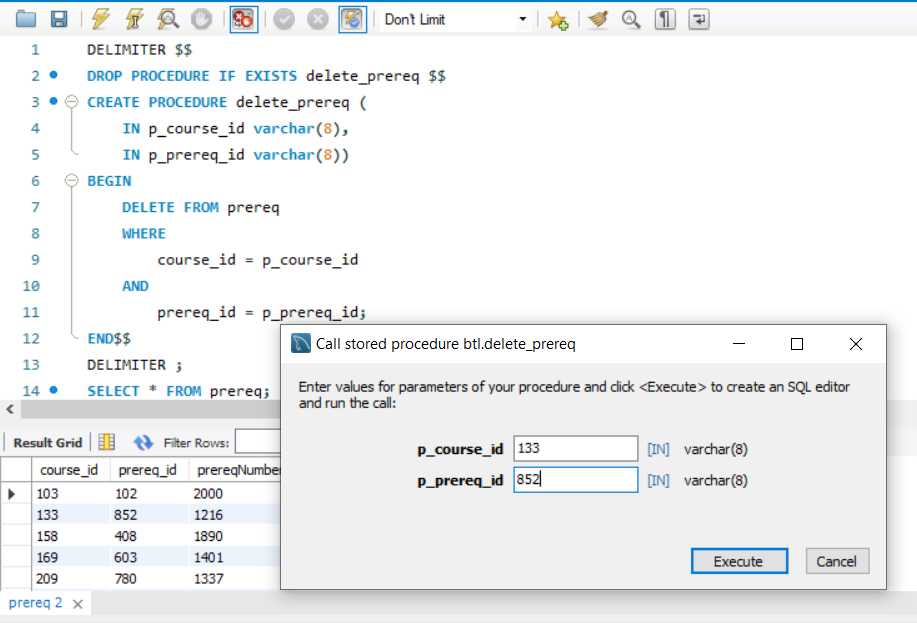 Don't Limit
1 DELIMITER $$
2 DROP PROCEDURE IF EXISTS delete_prereq $$
3 CREATE PROCEDURE delete_prereq (
4 IN p_course_id varchar(8),
5 IN p_prereq_id varchar(8))
6 BEGIN
7 DELETE FROM prereq
8 WHERE
9 course_id = p_course_id
10 AND
11 prereq_id = p_prereq_id;
12 END$$
13 DELIMITER ;
14 SELECT * FROM prereq;
Call stored procedure btl.delete_prereq
Enter values for parameters of your procedure and click <Execute> to create an SQL editor
and run the call:
p_course_id 133 [IN] varchar(8)
p_prereq_id 852 [IN] varchar(8)
Execute Cancel
Result Grid Filter Rows:
course_id prereq_id prereqNumber
103 102 2000
133 852 1216
158 408 1890
169 603 1401
209 780 1337
prereq 2